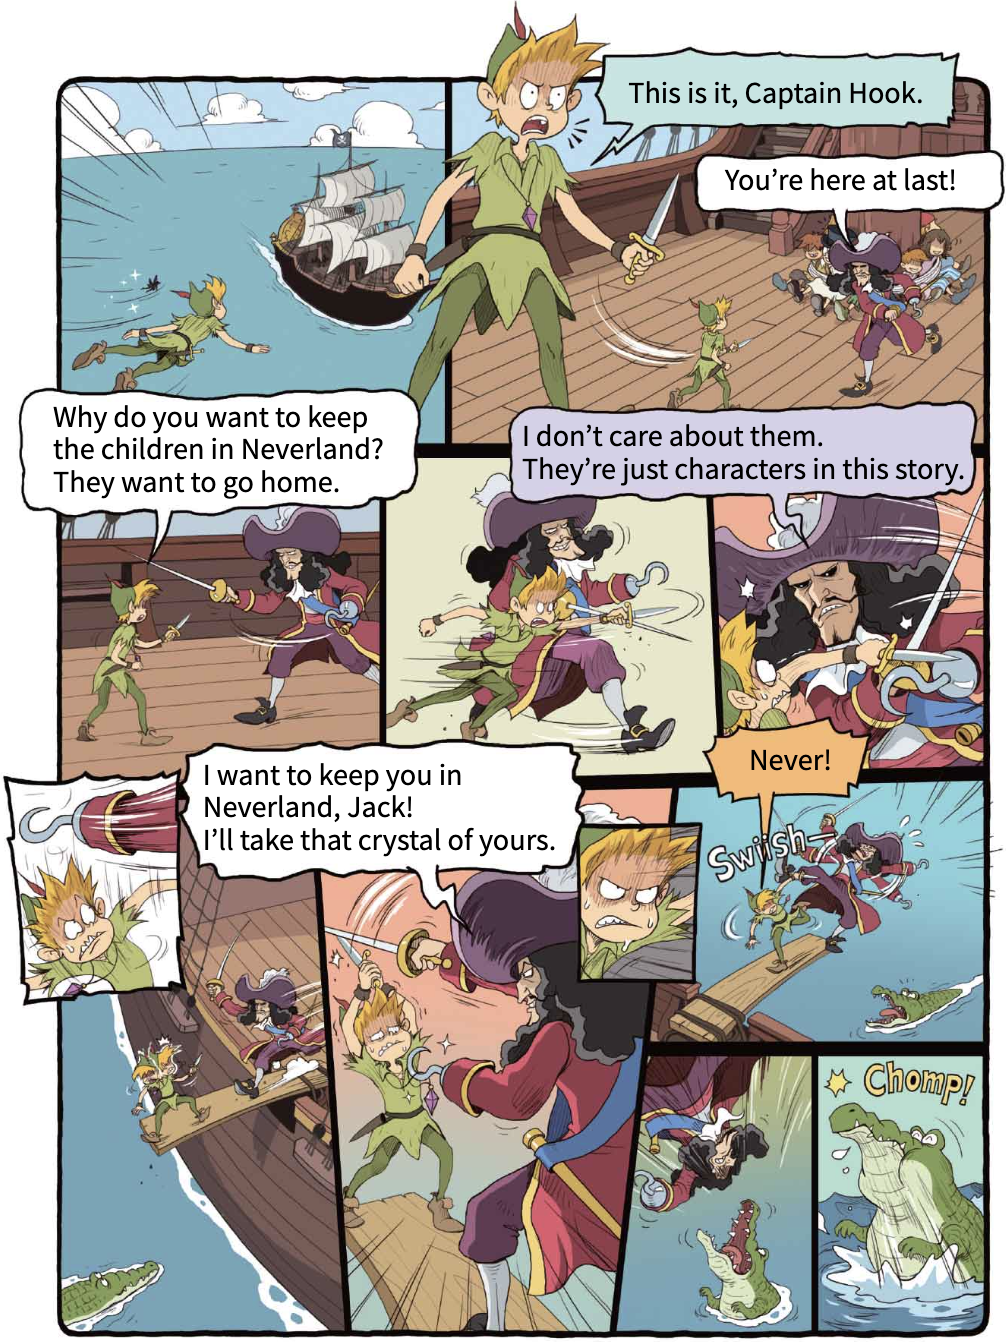 This is it, Captain Hook.
You’re here at last!
Why do you want to keep
the children in Neverland?
They want to go home.
I don’t care about them.
They’re just characters in this story.
I want to keep you in
Neverland, Jack!
I’ll take that crystal of yours.
Never!
Swiish
Chomp!